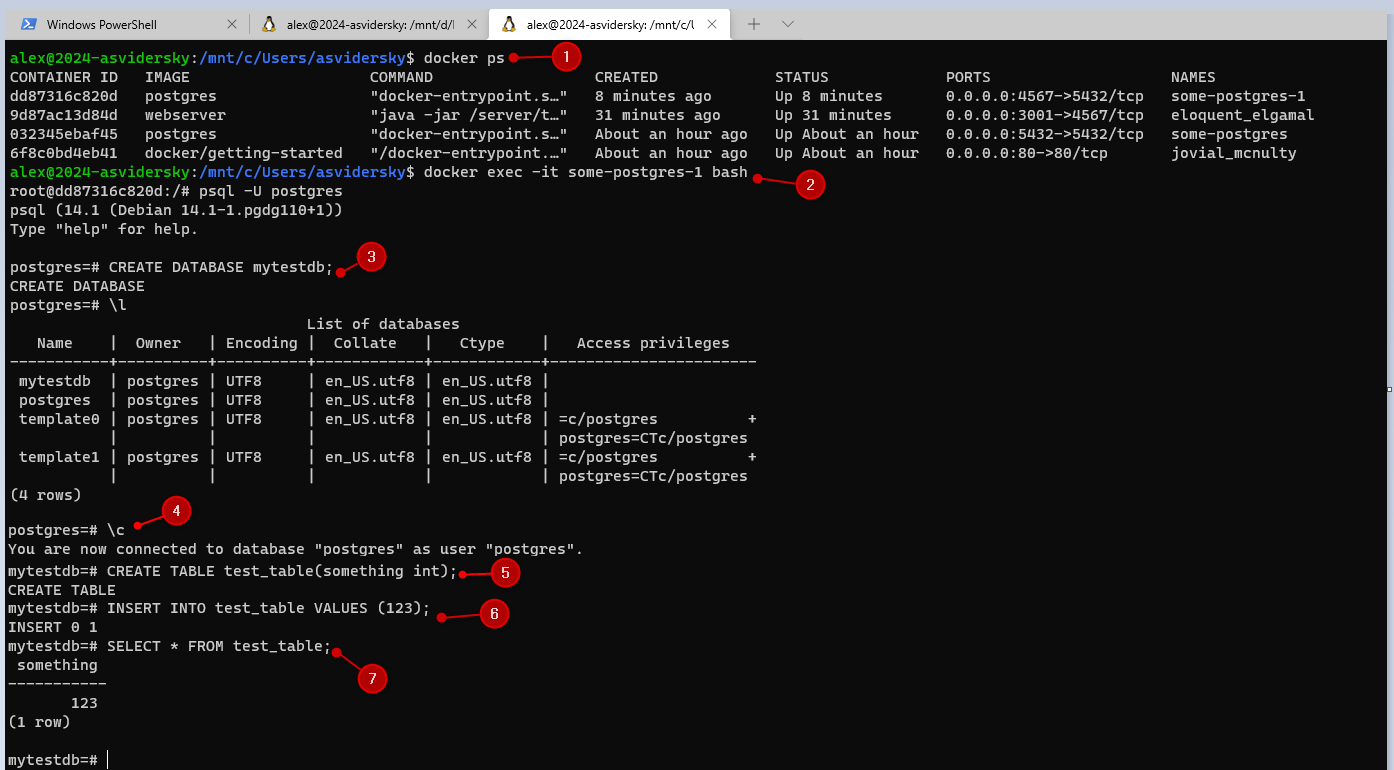 Windows PowerShell
alex@2024-asvidersky: /mnt/d/
alex@2024-asvidersky: /mnt/c/U
alex@2024-asvidersky:/mnt/c/Users/asvidersky$ docker ps
1
CONTAINER ID   IMAGE                    COMMAND                  CREATED             STATUS             PORTS                    NAMES
dd87316c820d   postgres                 "docker-entrypoint.s…"   8 minutes ago       Up 8 minutes       0.0.0.0:4567->5432/tcp   some-postgres-1
9d87ac13d84d   webserver                "java -jar /server/t…"   31 minutes ago      Up 31 minutes      0.0.0.0:3001->4567/tcp   eloquent_elgamal
032345ebaf45   postgres                 "docker-entrypoint.s…"   About an hour ago   Up About an hour   0.0.0.0:5432->5432/tcp   some-postgres
6f8c0bd4eb41   docker/getting-started   "/docker-entrypoint.…"   About an hour ago   Up About an hour   0.0.0.0:80->80/tcp       jovial_mcnulty
alex@2024-asvidersky:/mnt/c/Users/asvidersky$ docker exec -it some-postgres-1 bash
2
root@dd87316c820d:/# psql -U postgres
psql (14.1 (Debian 14.1-1.pgdg110+1))
Type "help" for help.
postgres=# CREATE DATABASE mytestdb;
3
CREATE DATABASE
postgres=# \l
                                 List of databases
   Name    |  Owner   | Encoding |  Collate   |   Ctype    |   Access privileges
-----------+----------+----------+------------+------------+-----------------------
 mytestdb  | postgres | UTF8     | en_US.utf8 | en_US.utf8 |
 postgres  | postgres | UTF8     | en_US.utf8 | en_US.utf8 |
 template0 | postgres | UTF8     | en_US.utf8 | en_US.utf8 | =c/postgres          +
           |          |          |            |            | postgres=CTc/postgres
 template1 | postgres | UTF8     | en_US.utf8 | en_US.utf8 | =c/postgres          +
           |          |          |            |            | postgres=CTc/postgres
(4 rows)
4
postgres=# \c
You are now connected to database "postgres" as user "postgres".
mytestdb=# CREATE TABLE test_table(something int);
5
CREATE TABLE
mytestdb=# INSERT INTO test_table VALUES (123);
6
INSERT 0 1
mytestdb=# SELECT * FROM test_table;
7
 something
-----------
       123
(1 row)
mytestdb=#